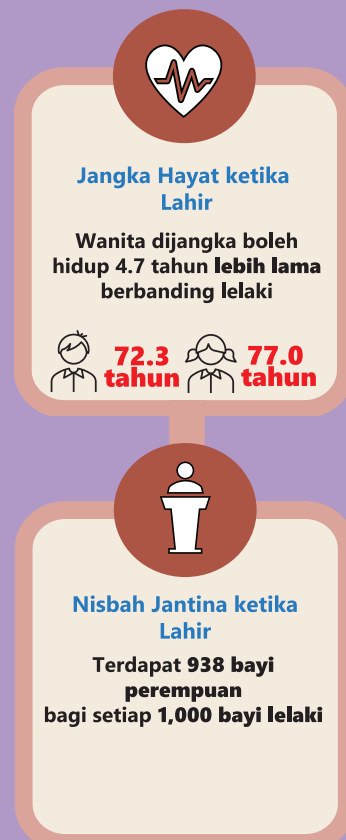 Jangka Hayat ketika
Lahir
Wanita dijangka boleh
hidup 4.7 tahun lebih lama
berbanding lelaki
72.3
tahun
77.0
tahun
Nisbah Jantina ketika
Lahir
Terdapat 938 bayi
perempuan
bagi setiap 1,000 bayi lelaki